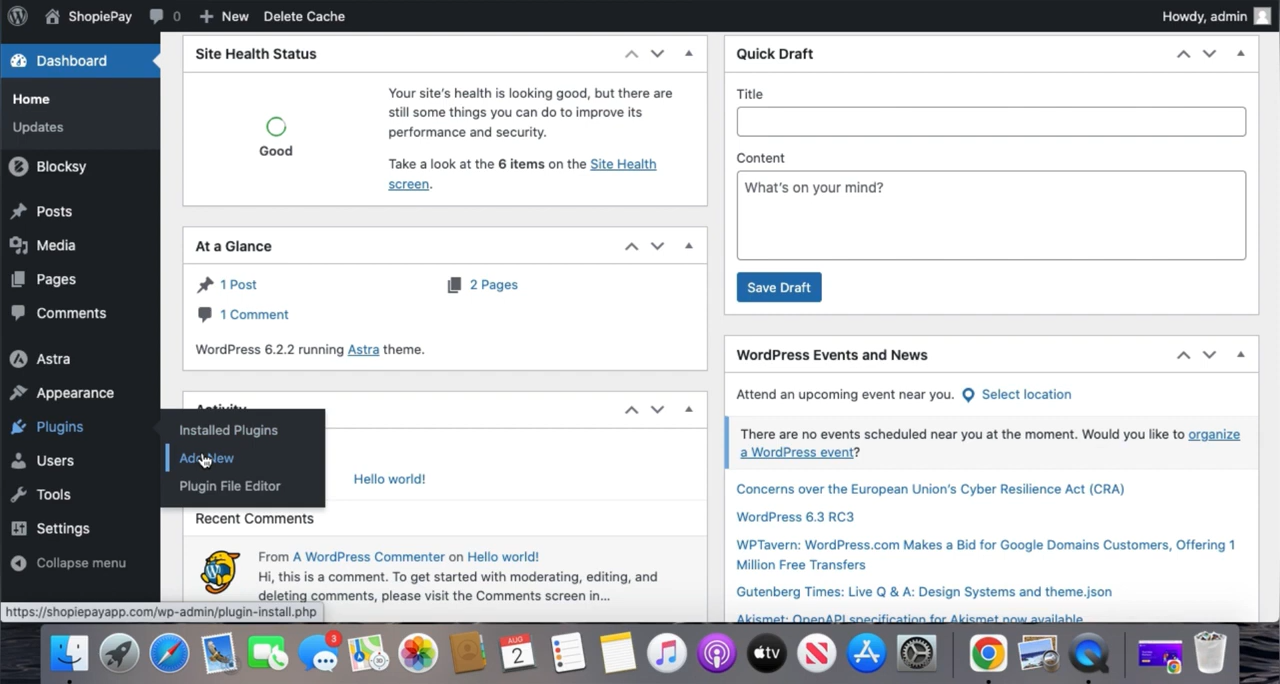 ShopiePay
0
New
Delete Cache
Howdy, admin
Dashboard
Home
Updates
Blocksy
Posts
Media
Pages
Comments
Astra
Appearance
Plugins
Users
Tools
Settings
Collapse menu
Installed Plugins
Add New
Plugin File Editor
Site Health Status
Good
Your site's health is looking good, but there are
still some things you can do to improve its
performance and security.
Take a look at the 6 items on the Site Health
screen.
At a Glance
1 Post
2 Pages
1 Comment
WordPress 6.2.2 running Astra theme.
Activity
Hello world!
Recent Comments
From A WordPress Commenter on Hello world!
Hi, this is a comment. To get started with moderating, editing, and
deleting comments, please visit the Comments screen in...
Quick Draft
Title
Content
What's on your mind?
Save Draft
WordPress Events and News
Attend an upcoming event near you.
Select location
There are no events scheduled near you at the moment. Would you like to organize
a WordPress event?
Concerns over the European Union's Cyber Resilience Act (CRA)
WordPress 6.3 RC3
WPTavern: WordPress.com Makes a Bid for Google Domains Customers, Offering 1
Million Free Transfers
Gutenberg Times: Live Q & A: Design Systems and theme.json
Akismet: OpenAPI specification for Akismet now available
https://shopiepayapp.com/wp-admin/plugin-install.php
3
AUG
2
tv